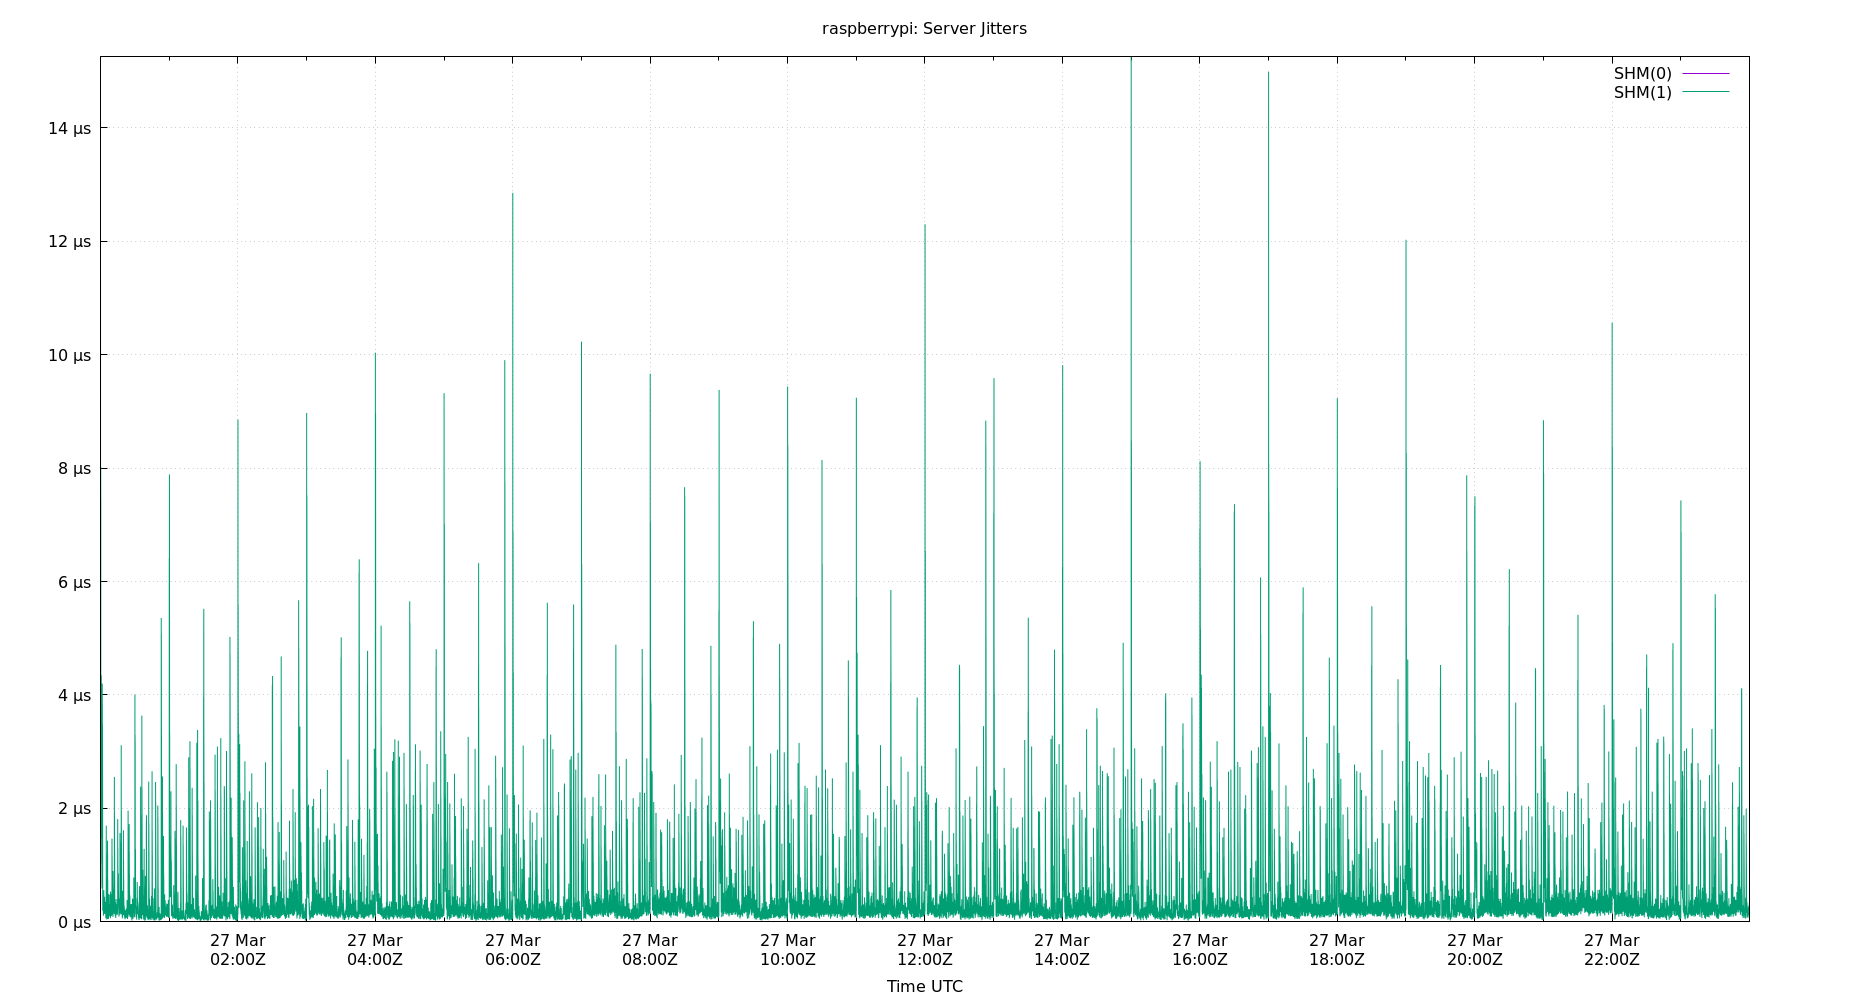 raspberrypi: Server Jitters
SHM(0)
SHM(1)
14 µs
12 µs
10 µs
8 µs
6 µs
4 µs
2 µs
0 µs
27 Mar 27 Mar 27 Mar 27 Mar 27 Mar 27 Mar 27 Mar 27 Mar 27 Mar 27 Mar 27 Mar
02:00Z 04:00Z 06:00Z 08:00Z 10:00Z 12:00Z 14:00Z 16:00Z 18:00Z 20:00Z 22:00Z
Time UTC